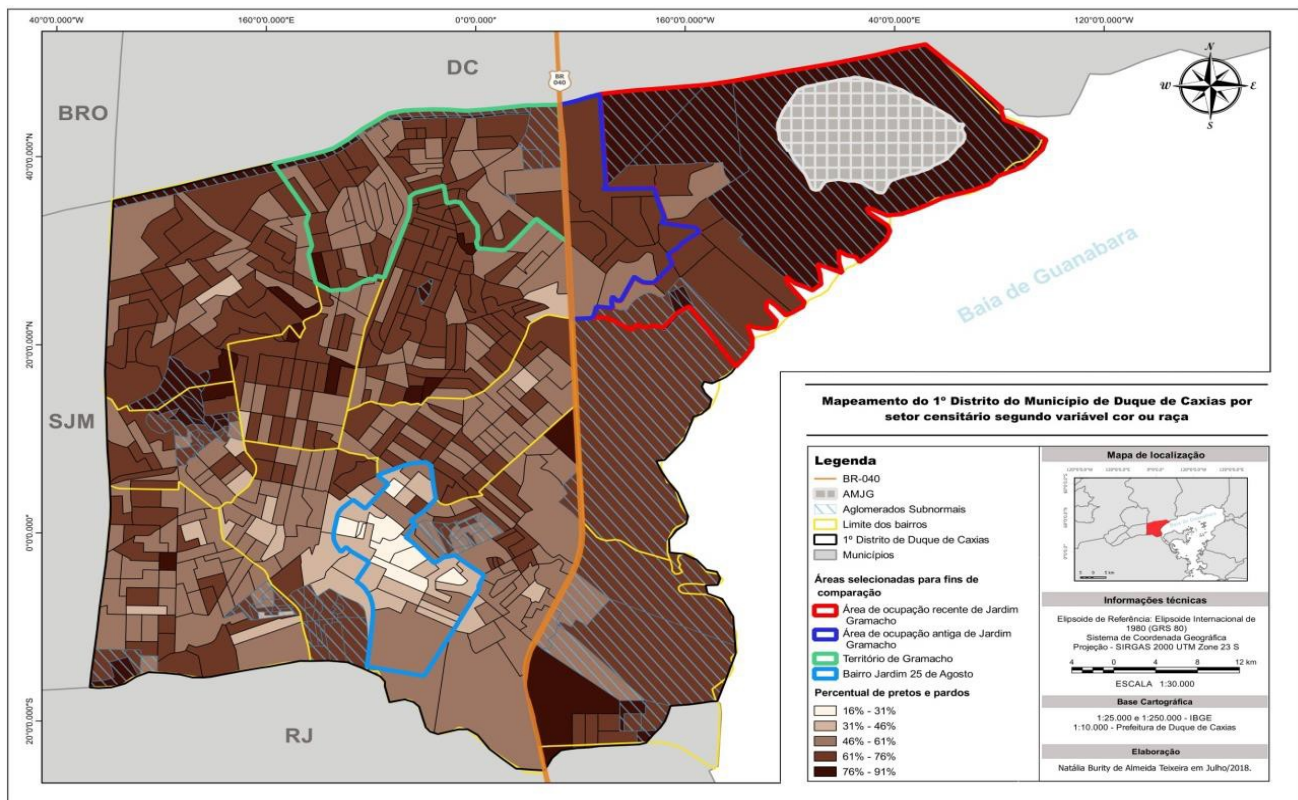 40°0'0.000"W
160°0'0.000"E
0°0'0.000"
160°0'0.000"W
40°0'0.000"E
120°0'0.000"W
DC
BR
040
N
W
E
S
BRO
40°0'0.000"N
Baia de Guanabara
20°0'0.000"N
SJM
0°0'0.000"
20°0'0.000"S
RJ
Mapeamento do 1º Distrito do Município de Duque de Caxias por
setor censitário segundo variável cor ou raça
Legenda
BR-040
AMJG
Aglomerados Subnormais
Limite dos bairros
1º Distrito de Duque de Caxias
Municípios
Áreas selecionadas para fins de
comparação
Área de ocupação recente de Jardim
Gramacho
Área de ocupação antiga de Jardim
Gramacho
Território de Gramacho
Bairro Jardim 25 de Agosto
Percentual de pretos e pardos
16% - 31%
31% - 46%
46% - 61%
61% - 76%
76% - 91%
Mapa de localização
Informações técnicas
Elipsoide de Referência: Elipsoide Internacional de
1980 (GRS 80)
Sistema de Coordenada Geográfica
Projeção - SIRGAS 2000 UTM Zone 23 S
4 2 0 4 8 12 km
ESCALA 1:30.000
Base Cartográfica
1:25.000 e 1:250.000 - IBGE
1:10.000 - Prefeitura de Duque de Caxias
Elaboração
Natália Burity de Almeida Teixeira em Julho/2018.